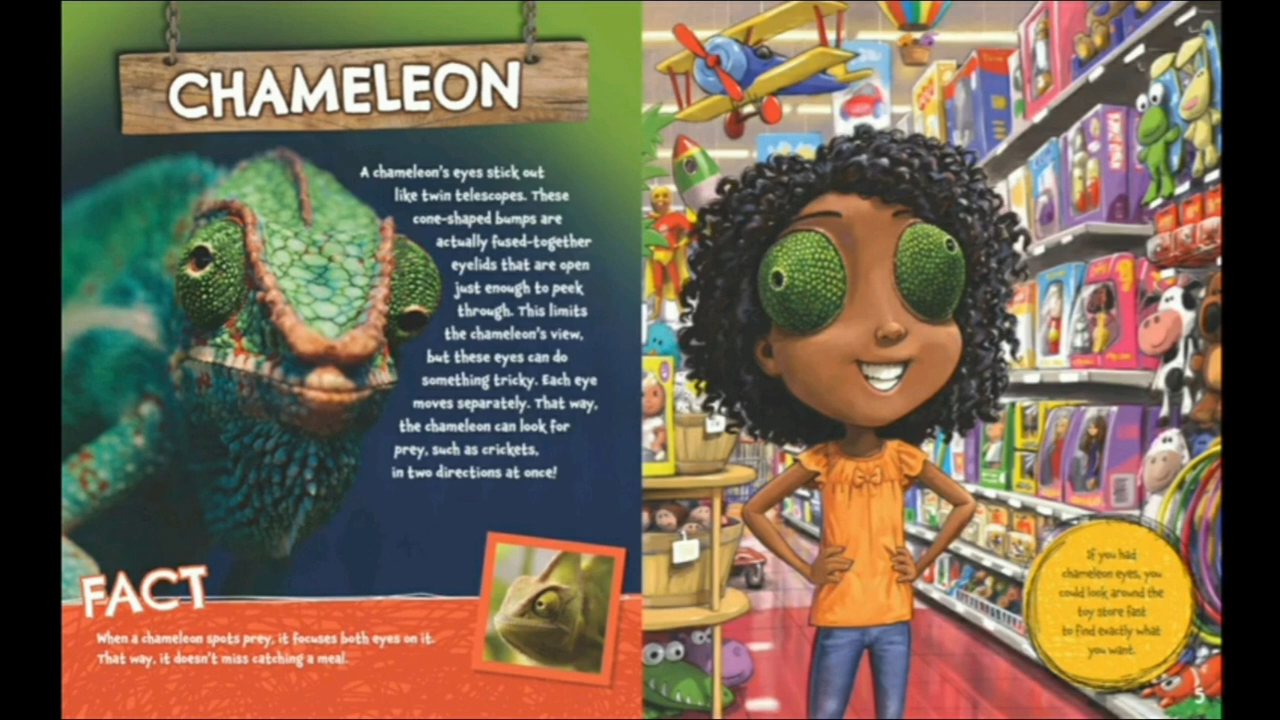 CHAMELEON
A chameleon's eyes stick out
like twin telescopes. These
cone-shaped bumps are
actually fused-together
eyelids that are open
just enough to peek
through. This limits
the chameleon's view,
but these eyes can do
something tricky. Each eye
moves separately. That way,
the chameleon can look for
prey, such as crickets,
in two directions at once!
FACT
When a chameleon spots prey, it focuses both eyes on it.
That way, it doesn't miss catching a meal.
If you had
chameleon eyes, you
could look around the
toy store fast
to find exactly what
you want.
5